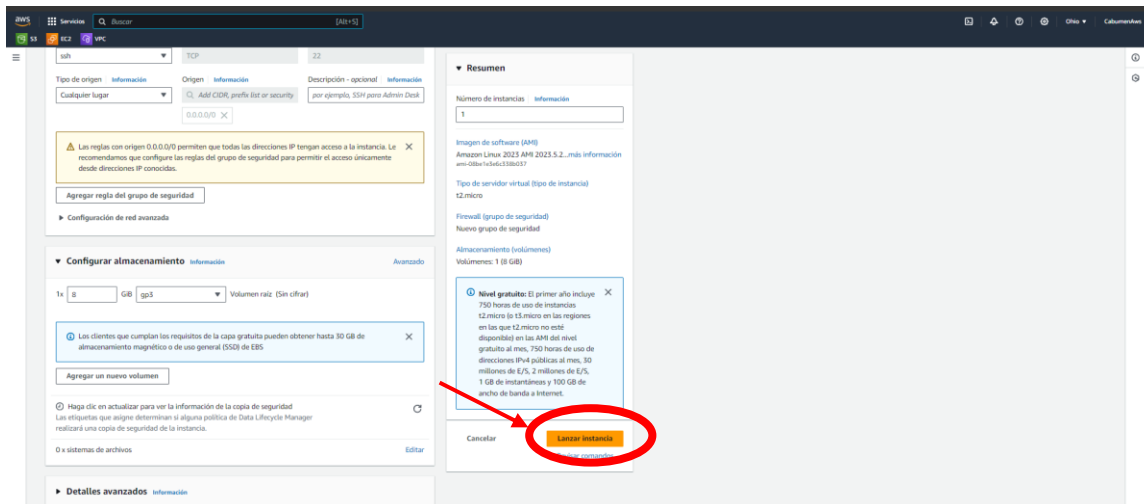 aws
Servicios
Buscar
[Alt+S]
Ohio
CabumenAws
S3
EC2
VPC
ssh
TCP
22
Tipo de origen Información
Origen Información
Descripción - opcional Información
Cualquier lugar
Add CIDR, prefix list or security
por ejemplo, SSH para Admin Desk
0.0.0.0/0
Las reglas con origen 0.0.0.0/0 permiten que todas las direcciones IP tengan acceso a la instancia. Le
recomendamos que configure las reglas del grupo de seguridad para permitir el acceso únicamente
desde direcciones IP conocidas.
Agregar regla del grupo de seguridad
Configuración de red avanzada
Configurar almacenamiento Información
Avanzado
1x
8
GiB
gp3
Volumen raíz (Sin cifrar)
Los clientes que cumplan los requisitos de la capa gratuita pueden obtener hasta 30 GB de
almacenamiento magnético o de uso general (SSD) de EBS
Agregar un nuevo volumen
Haga clic en actualizar para ver la información de la copia de seguridad
Las etiquetas que asigne determinan si alguna política de Data Lifecycle Manager
realizará una copia de seguridad de la instancia.
0 x sistemas de archivos
Editar
Detalles avanzados Información
Resumen
Número de instancias Información
1
Imagen de software (AMI)
Amazon Linux 2023 AMI 2023.5.2...más información
Tipo de servidor virtual (tipo de instancia)
t2.micro
Firewall (grupo de seguridad)
Nuevo grupo de seguridad
Almacenamiento (volúmenes)
Volúmenes: 1 (8 GiB)
Nivel gratuito: El primer año incluye
750 horas de uso de instancias
t2.micro (o t3.micro en las regiones
en las que t2.micro no esté
disponible) en las AMI del nivel
gratuito al mes, 750 horas de uso de
direcciones IPv4 públicas al mes, 30
millones de E/S, 2 millones de E/S,
1 GB de instantáneas y 100 GB de
ancho de banda a Internet.
Cancelar
Lanzar instancia
comandos